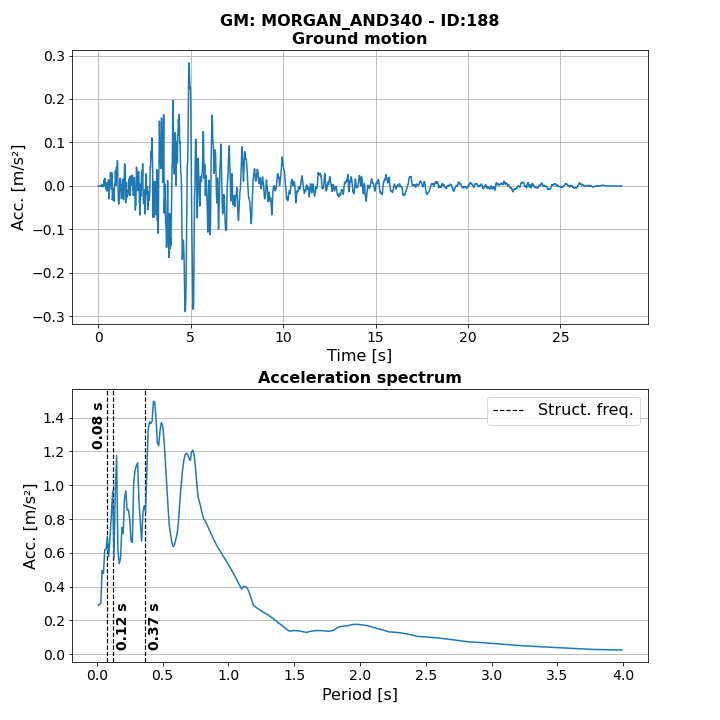 GM: MORGAN_AND340 - ID:188
Ground motion
0.3
0.2
0.1
0.0
−0.1
−0.2
−0.3
Acc. [m/s²]
0 5 10 15 20 25
Time [s]
Acceleration spectrum
1.4
1.2
1.0
0.8
0.6
0.4
0.2
0.0
Acc. [m/s²]
Struct. freq.
0.08 s
0.12 s
0.37 s
0.0 0.5 1.0 1.5 2.0 2.5 3.0 3.5 4.0
Period [s]